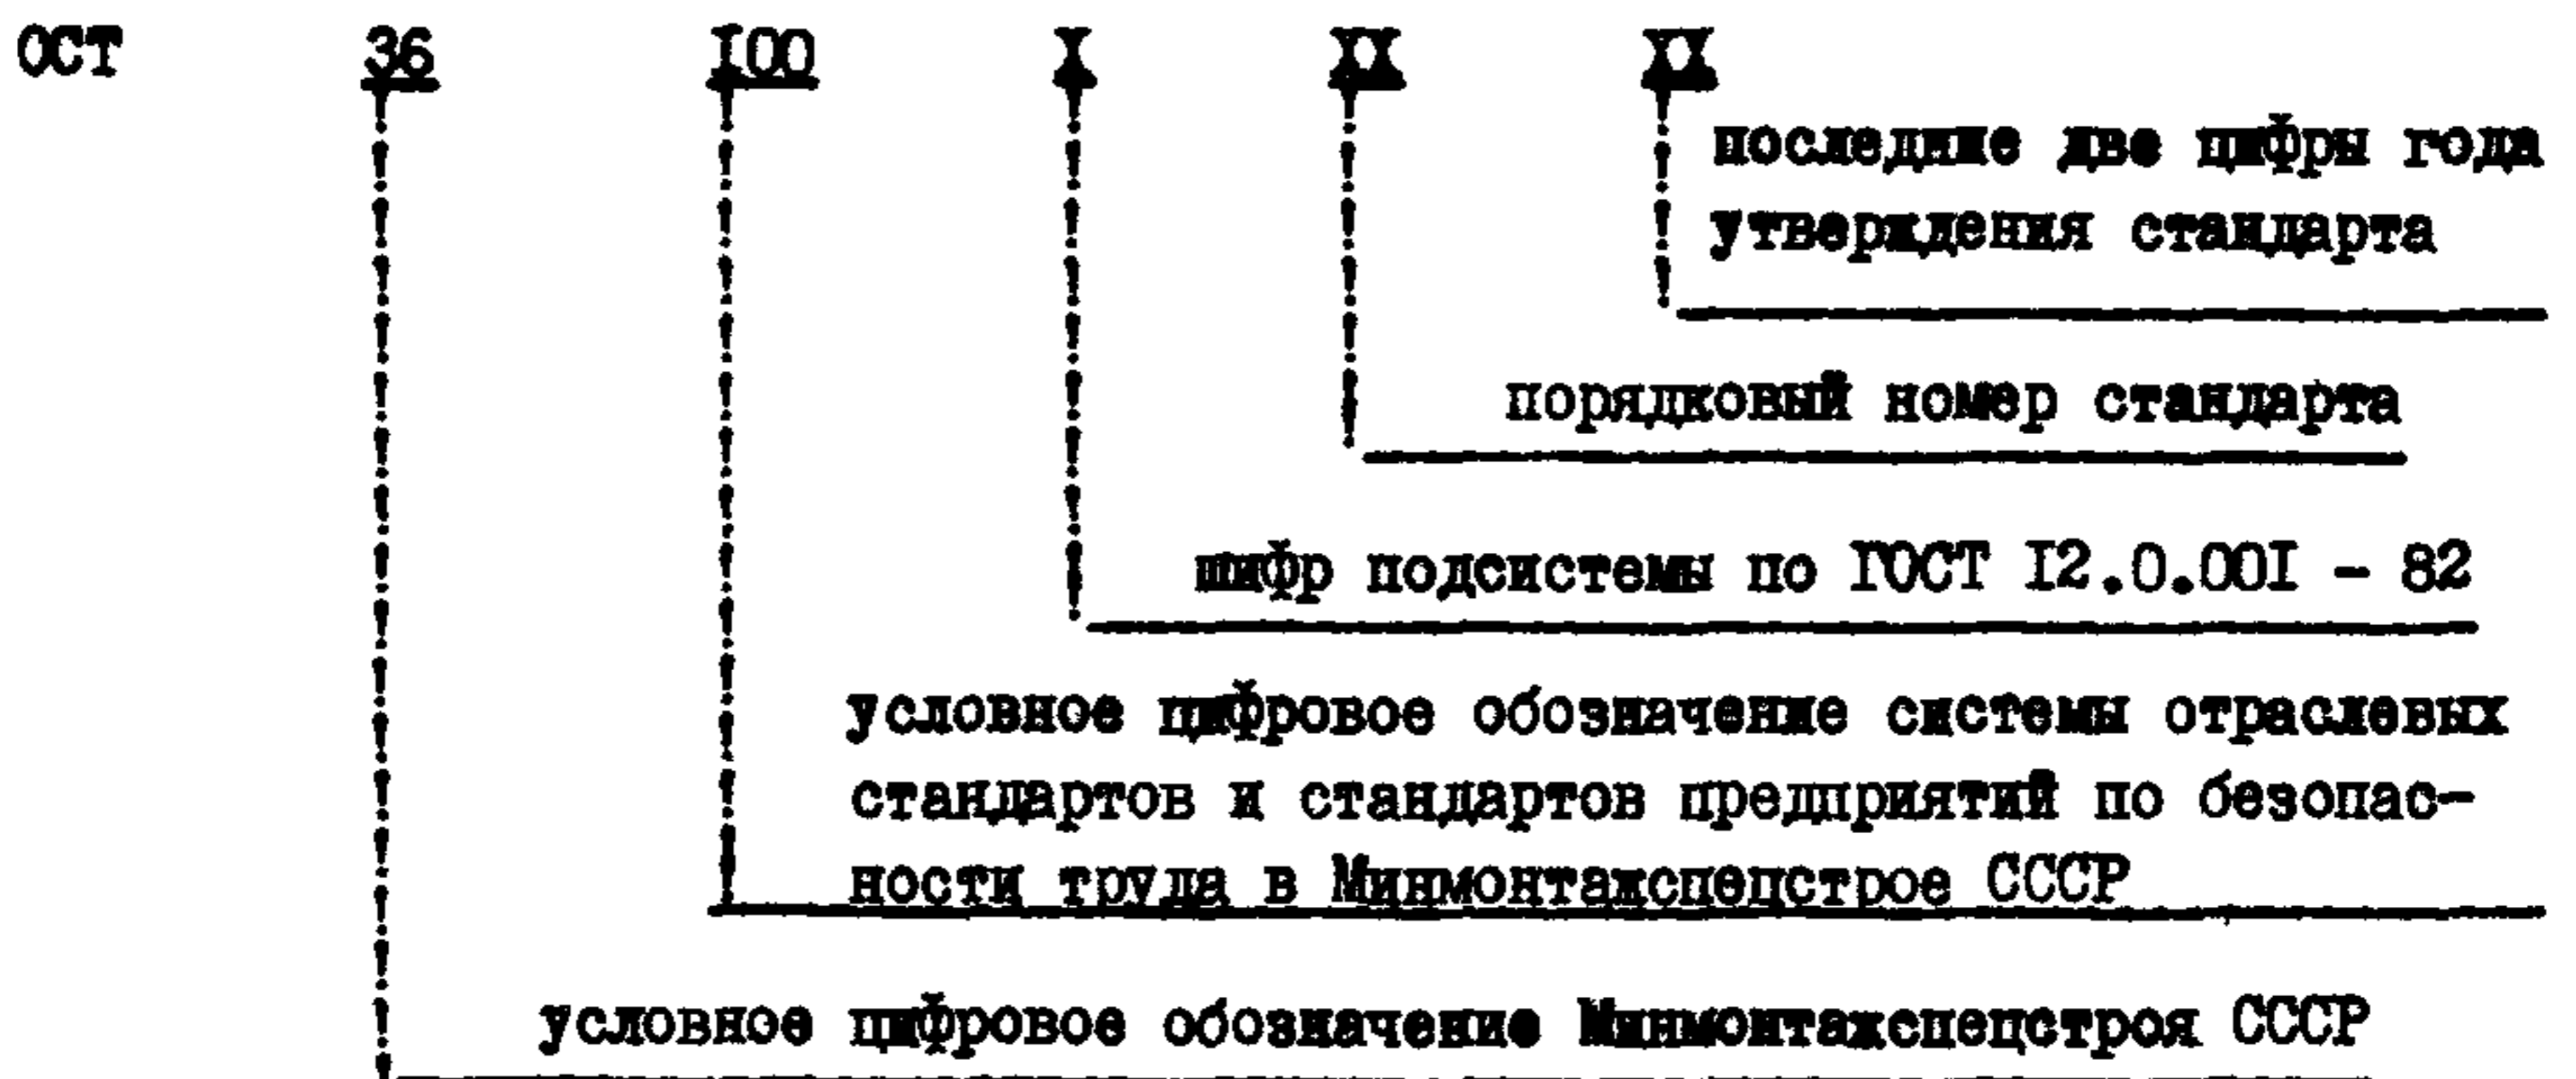 ОСТ 36 100 X XX XX
последние две цифры года
утверждения стандарта
порядковый номер стандарта
шифр подсистемы по ГОСТ 12.0.001 - 82
условное цифровое обозначение системы отраслевых
стандартов и стандартов предприятий по безопас-
ности труда в Минмонтажспецстрое СССР
условное цифровое обозначение Минмонтажспецстроя СССР